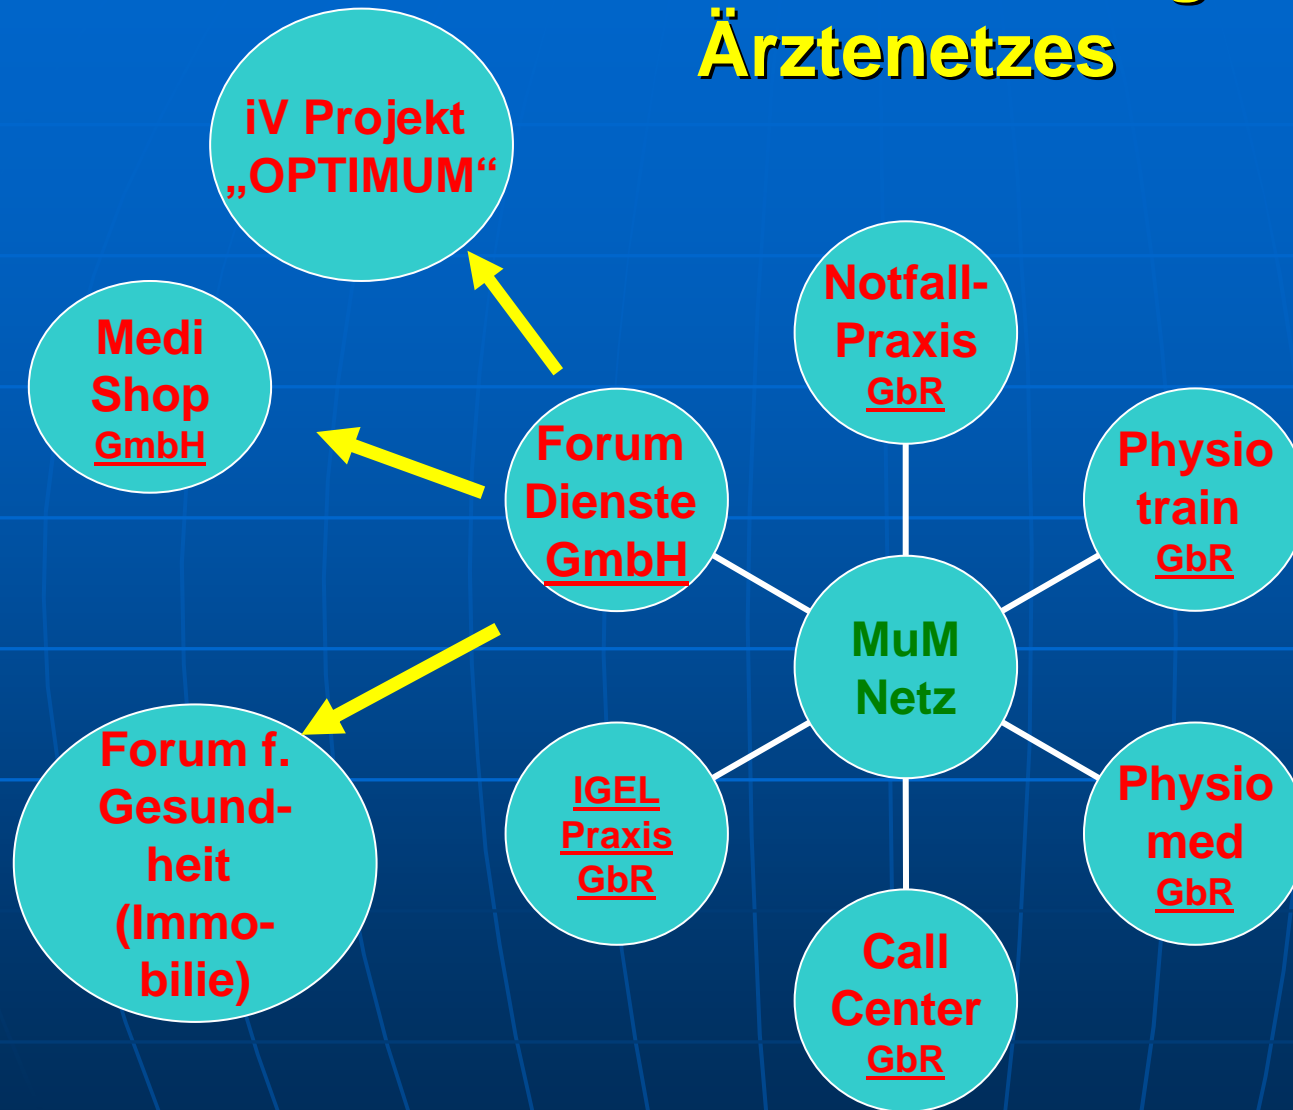 Ärztenetzes
iV Projekt
„OPTIMUM“
Notfall-
Praxis
GbR
Medi
Shop
GmbH
Forum
Dienste
GmbH
Physio
train
GbR
MuM
Netz
Forum f.
Gesund-
heit
(Immo-
bilie)
IGEL
Praxis
GbR
Physio
med
GbR
Call
Center
GbR